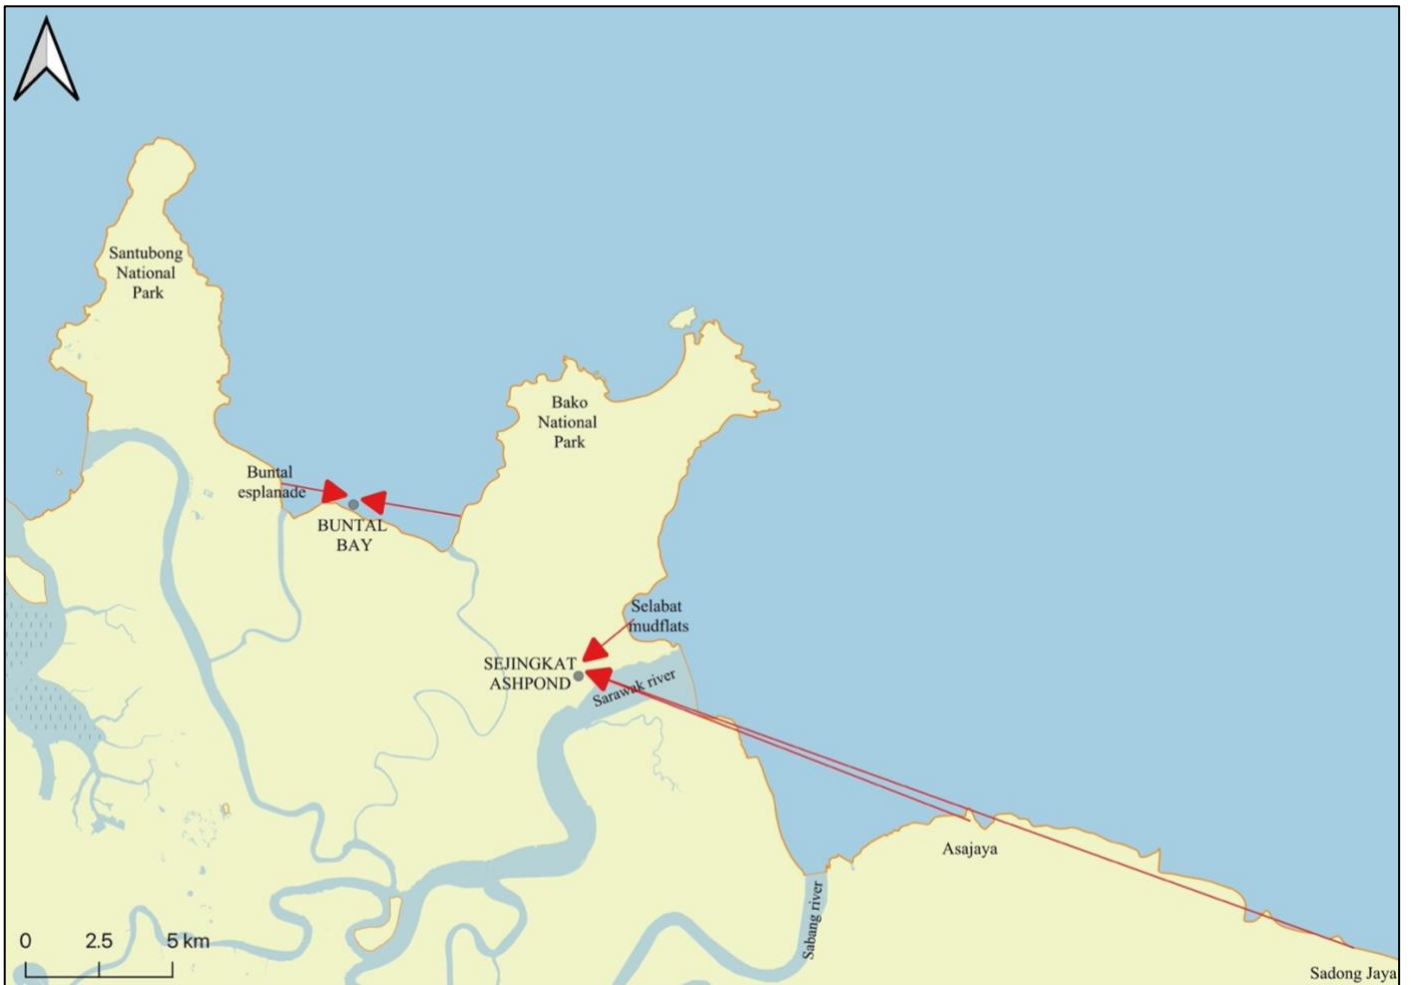 Santubong
National
Park
Bako
National
Park
Buntal
esplanade
BUNTAL
BAY
Selabat
mudflats
SEJINGKAT
ASHPOND
Sarawak river
Asajaya
Sabang river
0 2.5 5 km
Sadong Jaya